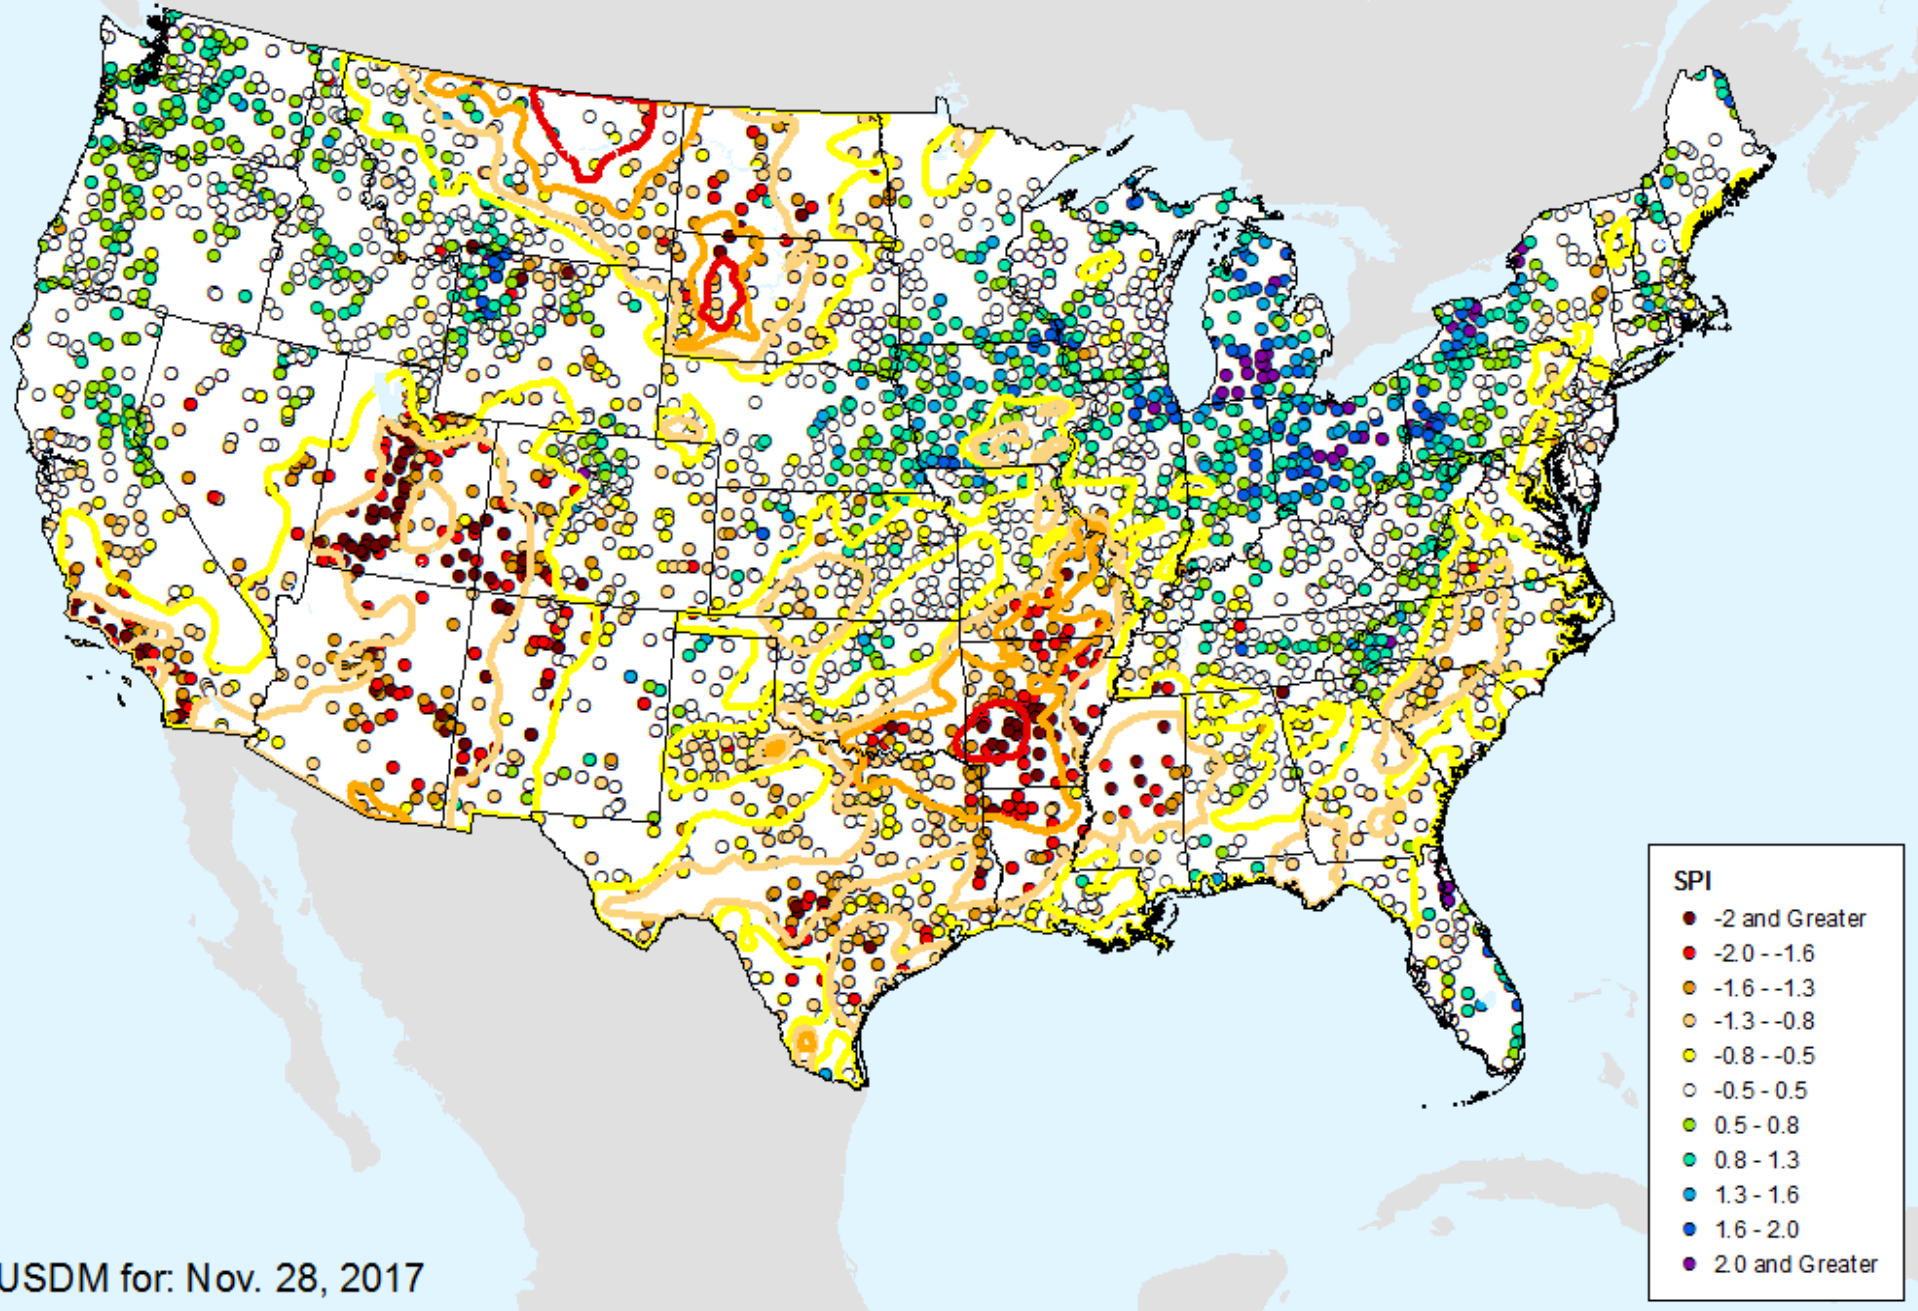 SPI
-2 and Greater
-2.0 - -1.6
-1.6 - -1.3
-1.3 - -0.8
-0.8 - -0.5
-0.5 - 0.5
0.5 - 0.8
0.8 - 1.3
1.3 - 1.6
1.6 - 2.0
2.0 and Greater
USDM for: Nov. 28, 2017